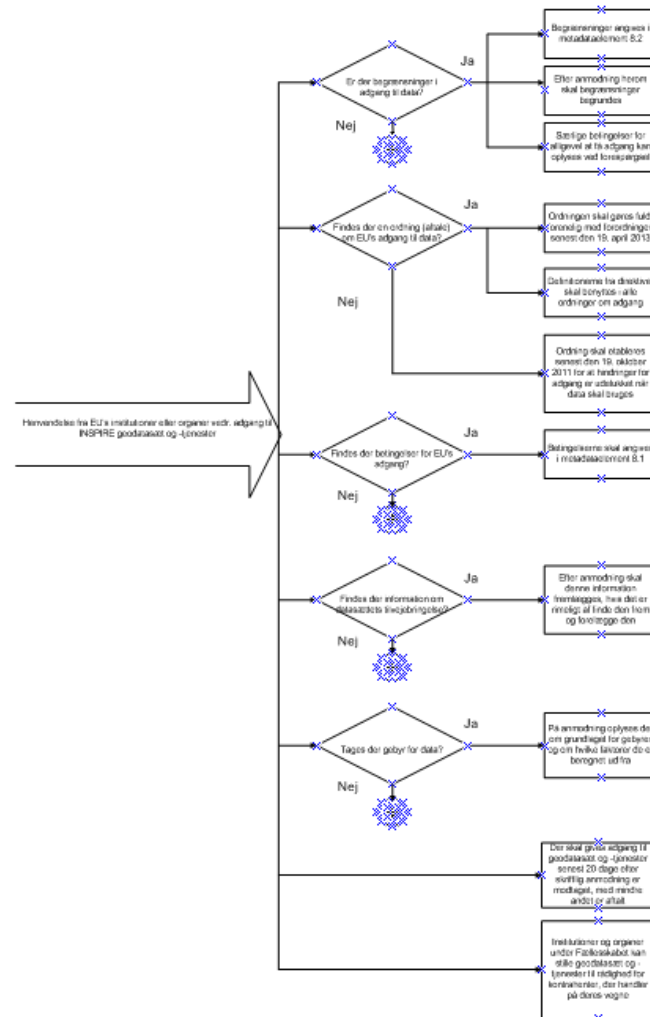 Begrænsninger angives i
metadataelement 8.2
Ja
Er der begrænsninger i
adgang til data?
Efter anmodning herom
skal begrænsninger
begrundes
Nej
Særlige betingelser for
alligevel at få adgang kan
oplyses ved forespørgsel
Ja
Findes der en ordning (aftale)
om EU's adgang til data?
Ordningen skal gøres fuld
forenelig med forordninge
senest den 19. april 2013
Nej
Definitionerne fra direktive
skal benyttes i alle
ordninger om adgang
Ordning skal etableres
senest den 19. oktober
2011 for at hindringer for
adgang er udelukket når
data skal bruges
Henvendelse fra EU's institutioner eller organer vedr. adgang til
INSPIRE geodatasæt og -tjenester
Ja
Findes der betingelser for EU's
adgang?
Betingelserne skal angives
i metadataelement 8.1
Nej
Ja
Findes der information om
datasættets tilvejebringelse?
Efter anmodning skal
denne information
fremlægges, hvis det er
rimeligt at finde den frem
og forelægge den
Nej
Ja
Tages der gebyr for data?
På anmodning oplyses de
om grundlaget for gebyre
og om hvilke faktorer de e
beregnet ud fra
Nej
Der skal gives adgang til
geodatasæt og -tjenester
senest 20 dage efter
skriftlig anmodning er
modtaget, med mindre
andet er aftalt
Institutioner og organer
under Fællesskabet kan
stille geodatasæt og -
tjenester til rådighed for
kontrahenter, der handler
på deres vegne